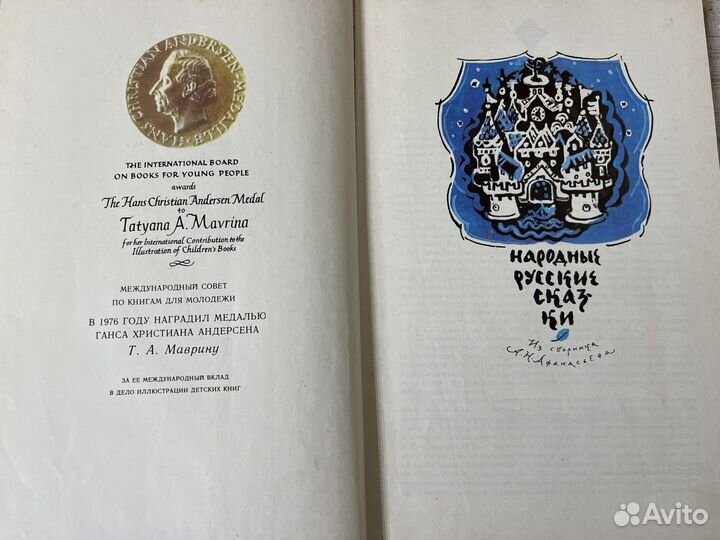 HANS CHRISTIAN ANDERSEN MEDAILLE
THE INTERNATIONAL BOARD
ON BOOKS FOR YOUNG PEOPLE
awards
The Hans Christian Andersen Medal
to
Tatyana A. Mavrina
for her International Contribution to the
Illustration of Children's Books
МЕЖДУНАРОДНЫЙ СОВЕТ
ПО КНИГАМ ДЛЯ МОЛОДЕЖИ
В 1976 ГОДУ НАГРАДИЛ МЕДАЛЬЮ
ГАНСА ХРИСТИАНА АНДЕРСЕНА
Т. А. Маврину
ЗА ЕЕ МЕЖДУНАРОДНЫЙ ВКЛАД
В ДЕЛО ИЛЛЮСТРАЦИИ ДЕТСКИХ КНИГ
НАРОДНЫЕ
РУССКИЕ
СКАЗ-
КИ
Из сборника
А.Н.Афанасьева
Avito